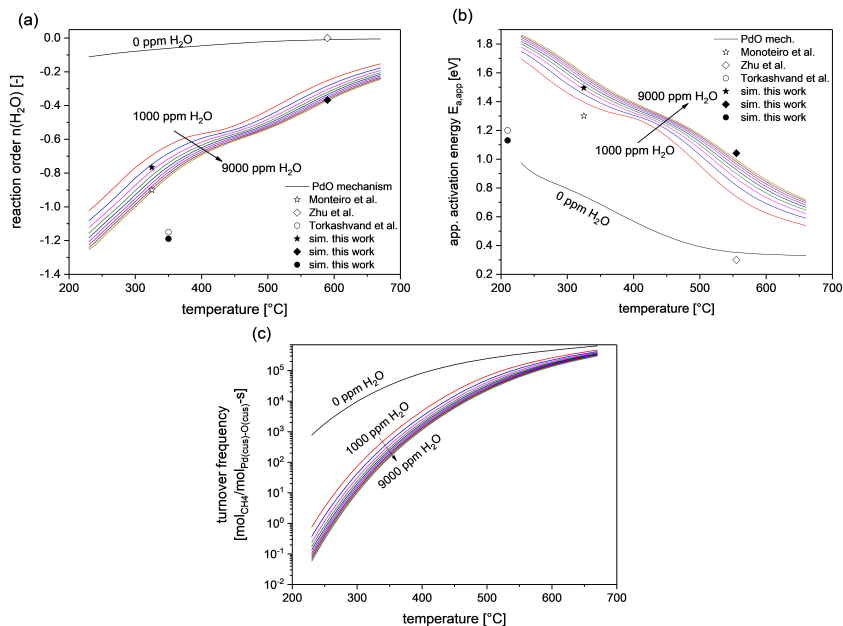 (a)
0 ppm H2O
1000 ppm H2O
9000 ppm H2O
PdO mechanism
Monteiro et al.
Zhu et al.
Torkashvand et al.
sim. this work
sim. this work
sim. this work
reaction order n(H2O) [-]
0.0
-0.2
-0.4
-0.6
-0.8
-1.0
-1.2
-1.4
200 300 400 500 600 700
temperature [°C]
(b)
PdO mech.
Monoteiro et al.
Zhu et al.
Torkashvand et al.
sim. this work
sim. this work
sim. this work
9000 ppm H2O
1000 ppm H2O
0 ppm H2O
app. activation energy Ea,app [eV]
1.8
1.6
1.4
1.2
1.0
0.8
0.6
0.4
0.2
200 300 400 500 600 700
temperature [°C]
(c)
0 ppm H2O
1000 ppm H2O
9000 ppm H2O
turnover frequency
[molCH4/molPd(cus)-O(cus)-s]
10^5
10^4
10^3
10^2
10^1
10^0
10^-1
10^-2
200 300 400 500 600 700
temperature [°C]